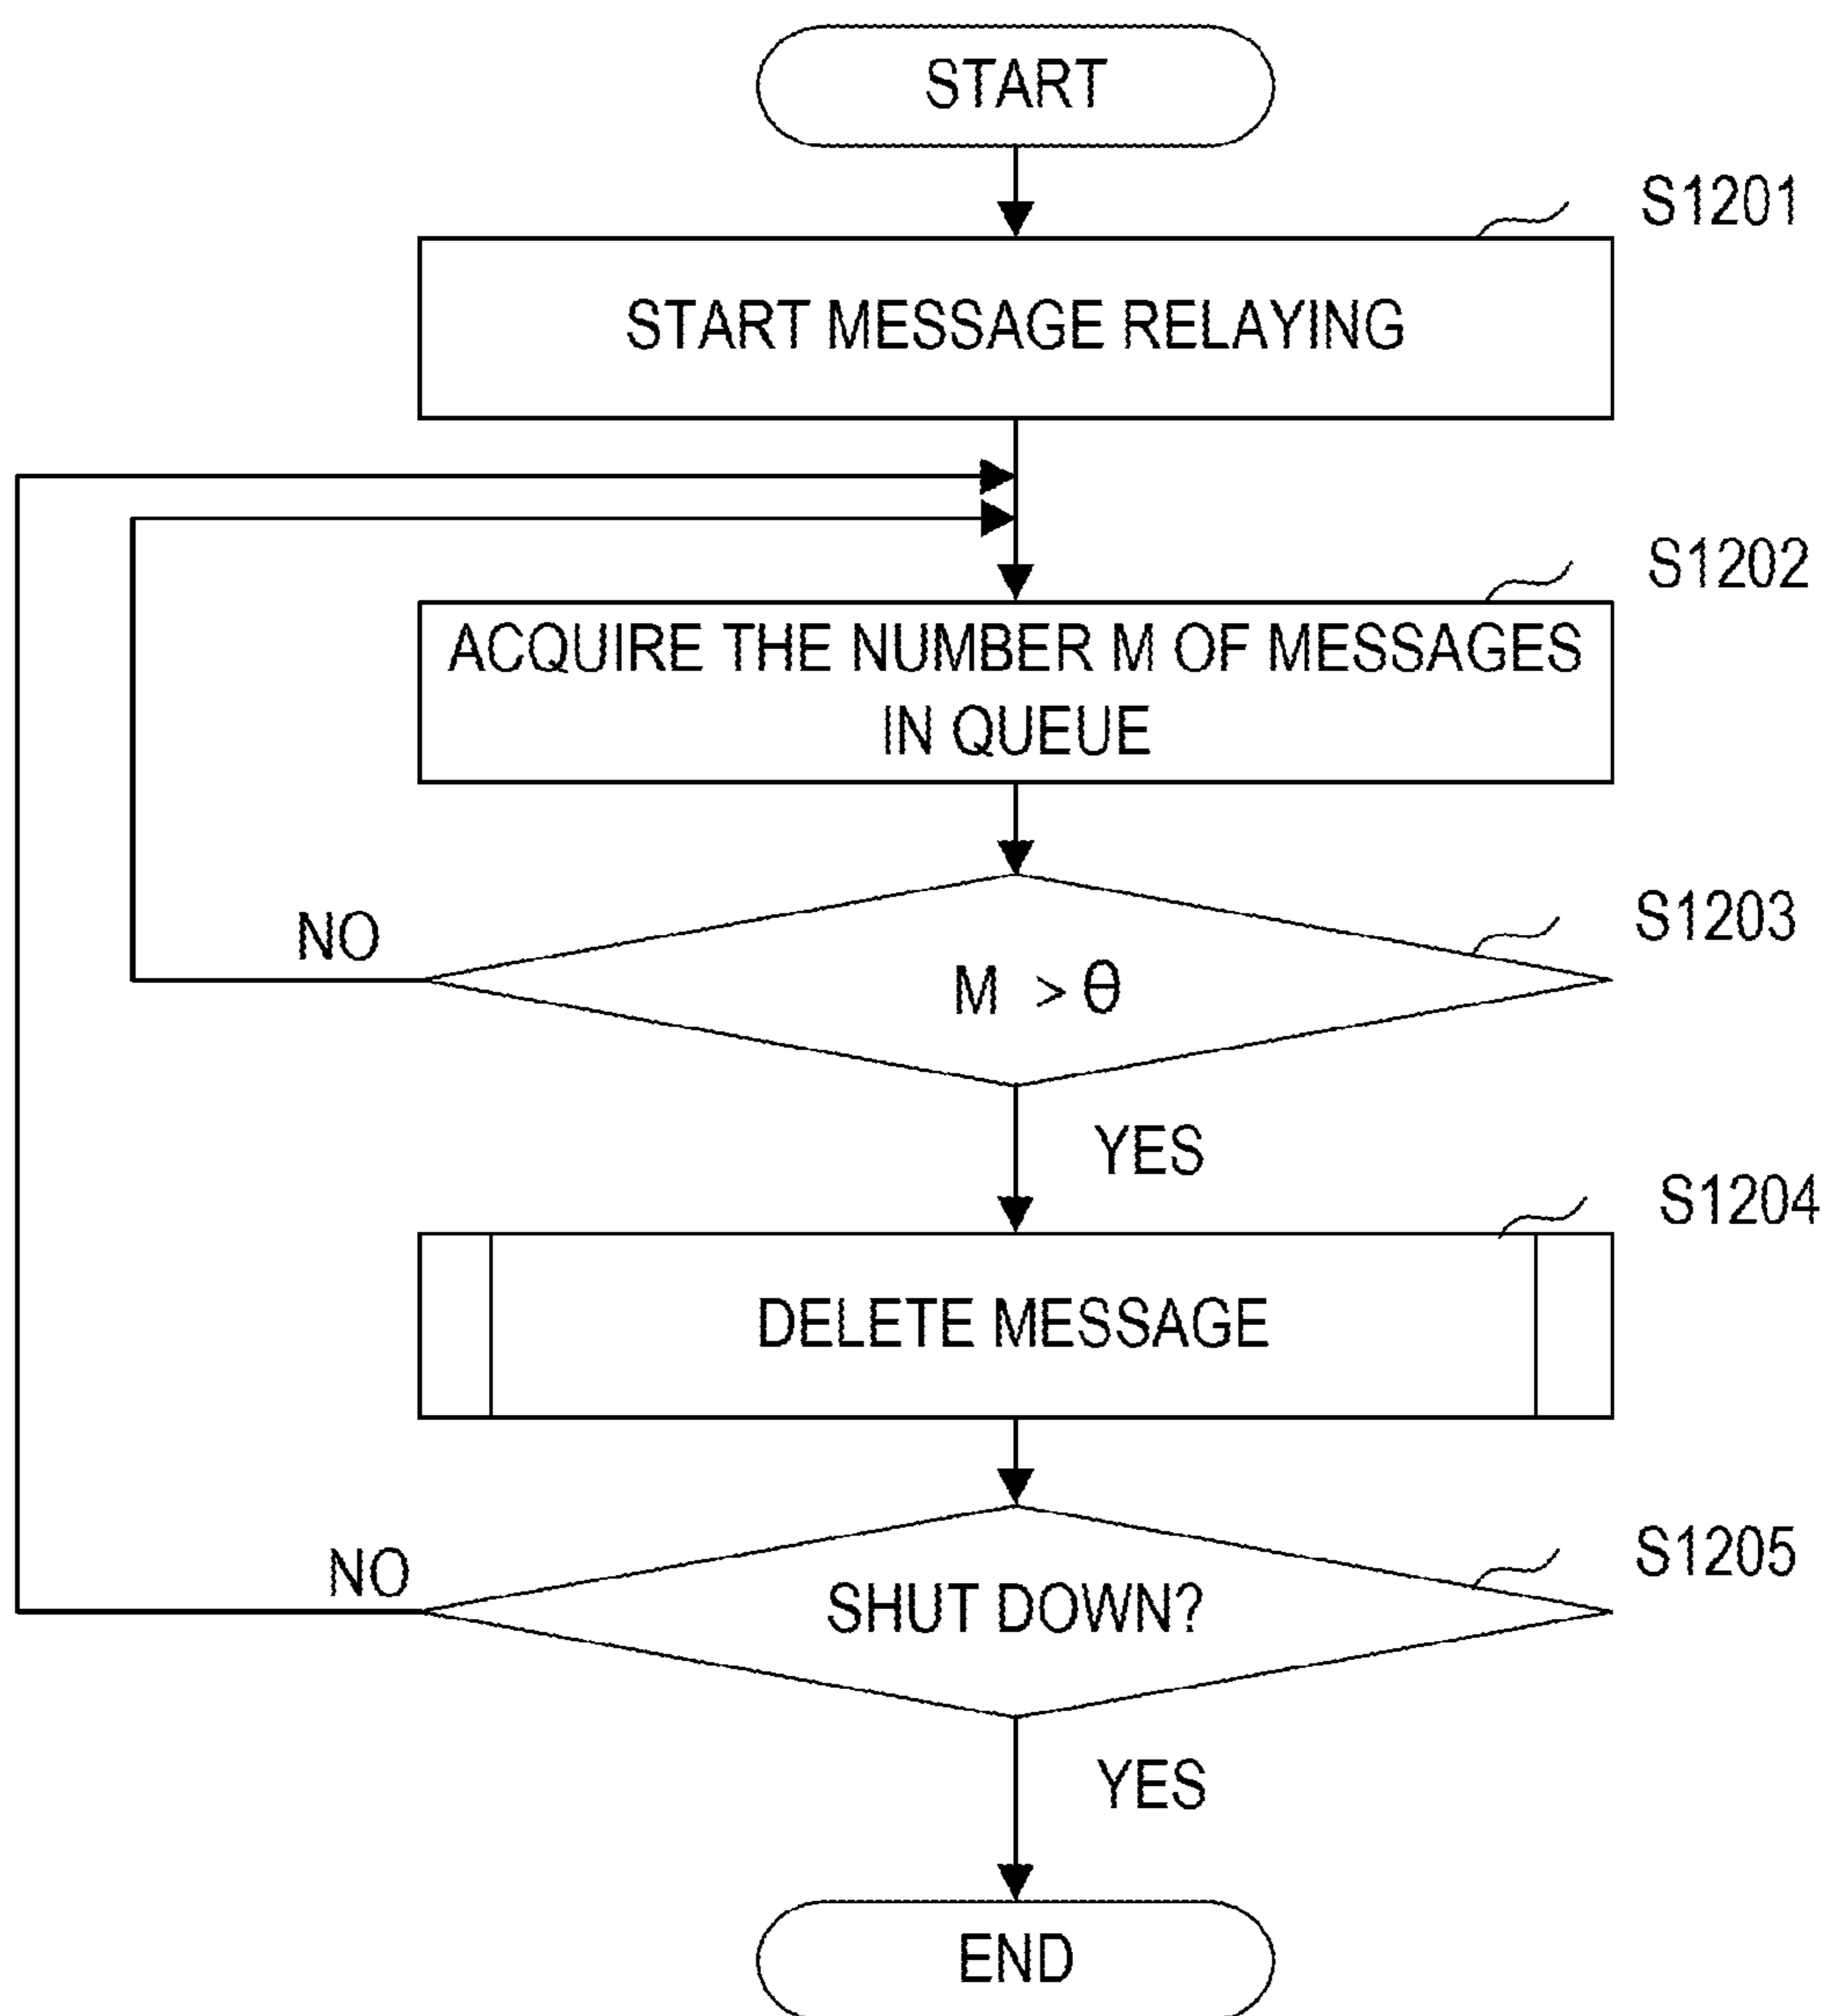 START
S1201
START MESSAGE RELAYING
S1202
ACQUIRE THE NUMBER M OF MESSAGES
IN QUEUE
S1203
NO
M > Θ
YES
S1204
DELETE MESSAGE
S1205
NO
SHUT DOWN?
YES
END